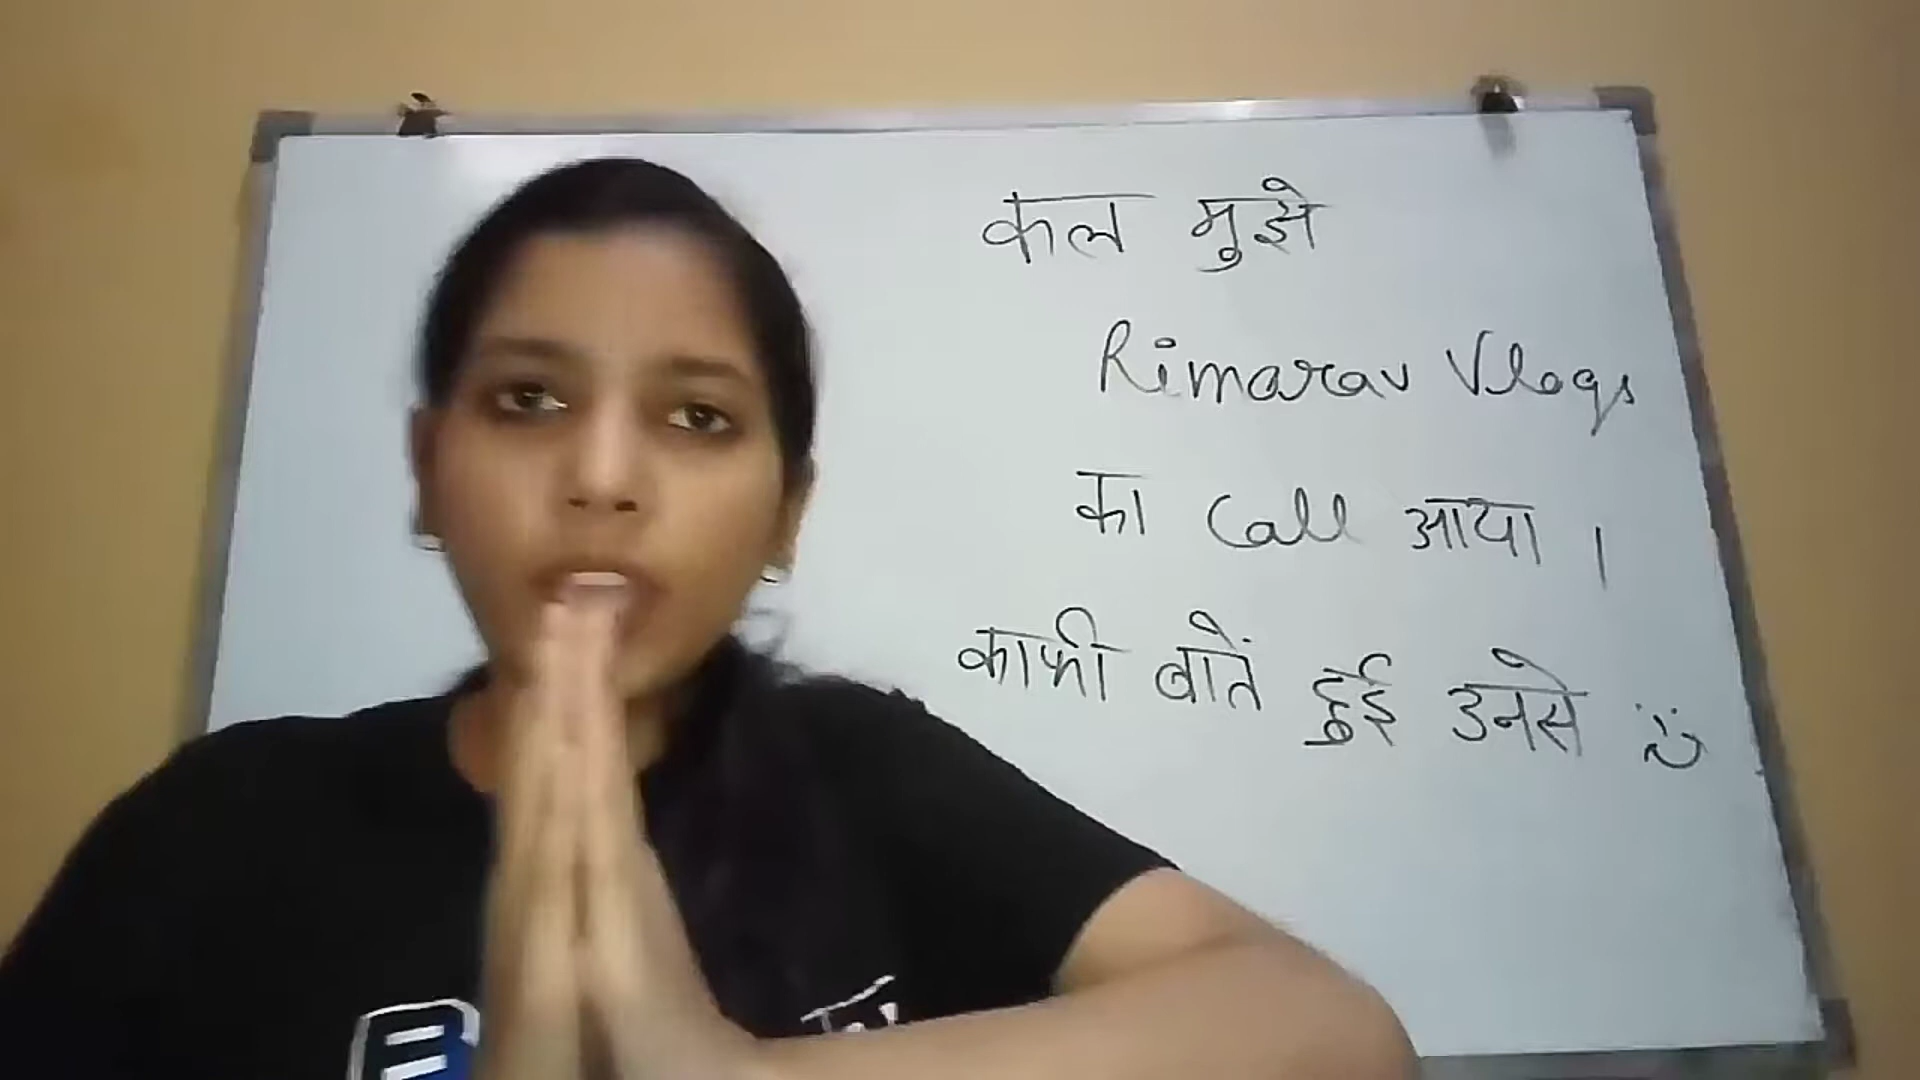 कल मुझे
Rimarav Vlogs
का Call आया ।
काफी बातें हुई उनसे